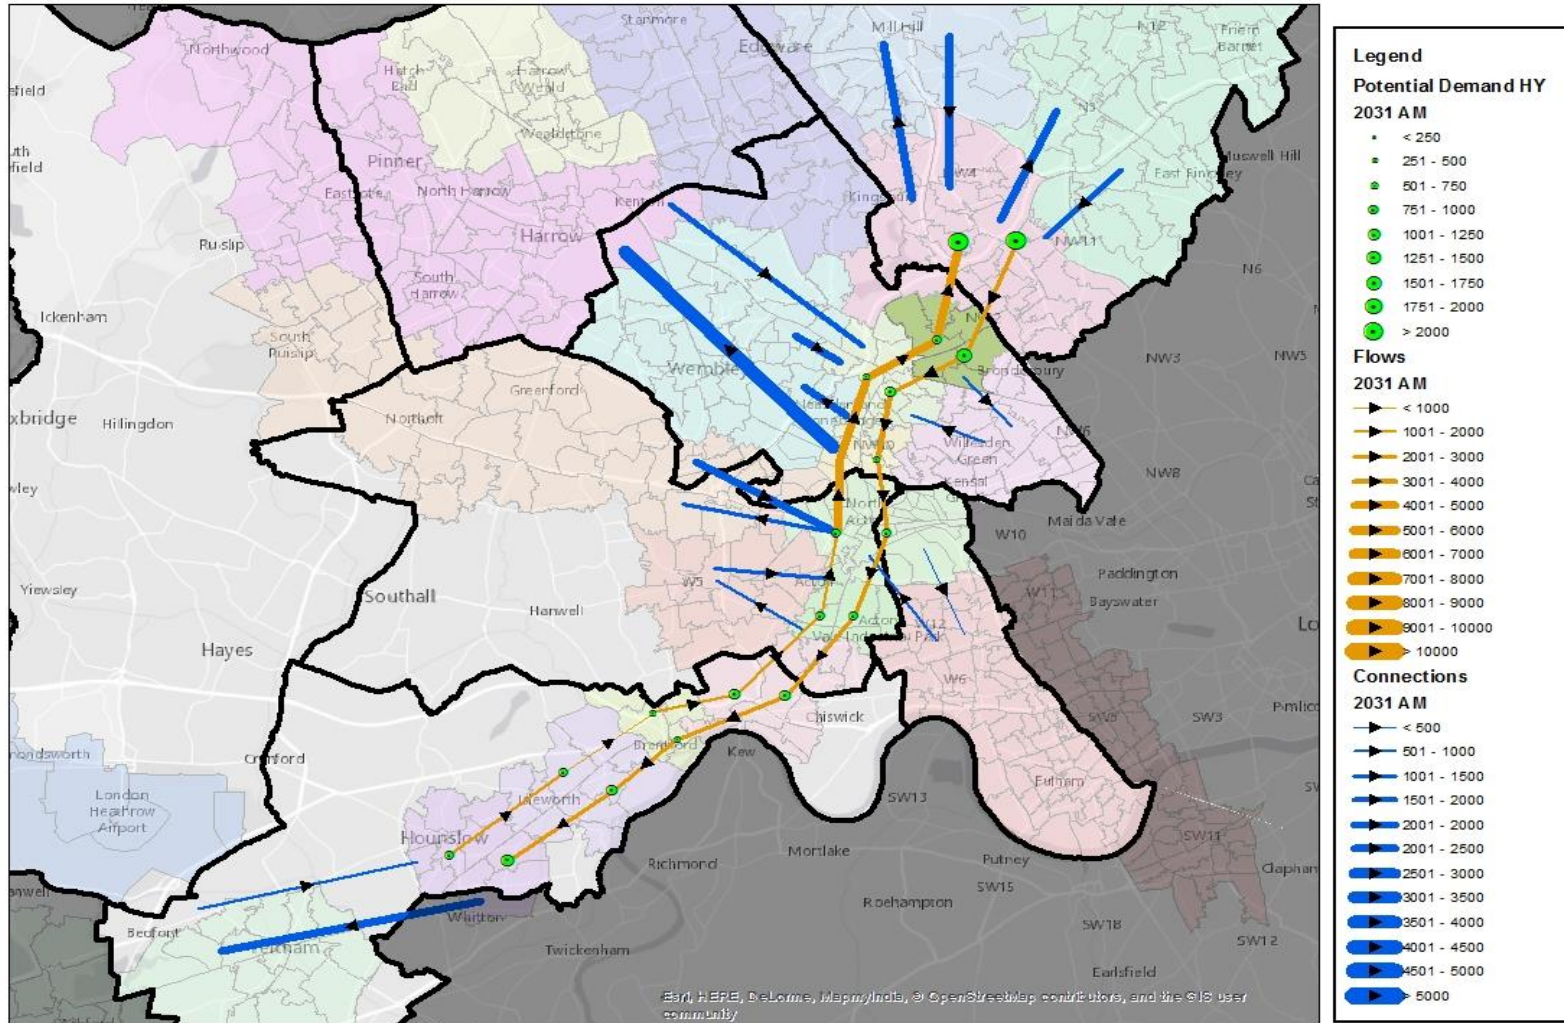 Stanmore
Mill Hill
N12
Friern
Barnet
Northwood
Edgware
Hatch
End
Harrow
Weald
Wealdstone
N3
Muswell Hill
Pinner
East Finchley
Eastcote
North Harrow
Kenton
Kingsbury
NW4
Ruislip
Harrow
NW11
N6
South
Harrow
Ickenham
South
Ruislip
NW3
NW5
Wembley
Brondesbury
Greenford
Northolt
Hillingdon
NW6
NW10
Willesden
Green
Kensal
NW8
North
Acton
Maida Vale
W10
Yiewsley
Southall
Hanwell
W5
Acton
Paddington
Bayswater
W11
W12
Acton
Hayes
W6
Chiswick
SW3
Brentford
Kew
Cranford
London
Heathrow
Airport
Isleworth
Fulham
SW13
Hounslow
SW11
Richmond
Mortlake
Putney
Clapham
SW15
Roehampton
Whitton
Bedfont
Feltham
Twickenham
SW18
SW12
Earlsfield
Esri, HERE, DeLorme, MapmyIndia, © OpenStreetMap contributors, and the GIS user
community
Legend
Potential Demand HY
2031 AM
< 250
251 - 500
501 - 750
751 - 1000
1001 - 1250
1251 - 1500
1501 - 1750
1751 - 2000
> 2000
Flows
2031 AM
< 1000
1001 - 2000
2001 - 3000
3001 - 4000
4001 - 5000
5001 - 6000
6001 - 7000
7001 - 8000
8001 - 9000
9001 - 10000
> 10000
Connections
2031 AM
< 500
501 - 1000
1001 - 1500
1501 - 2000
2001 - 2000
2001 - 2500
2501 - 3000
3001 - 3500
3501 - 4000
4001 - 4500
4501 - 5000
> 5000